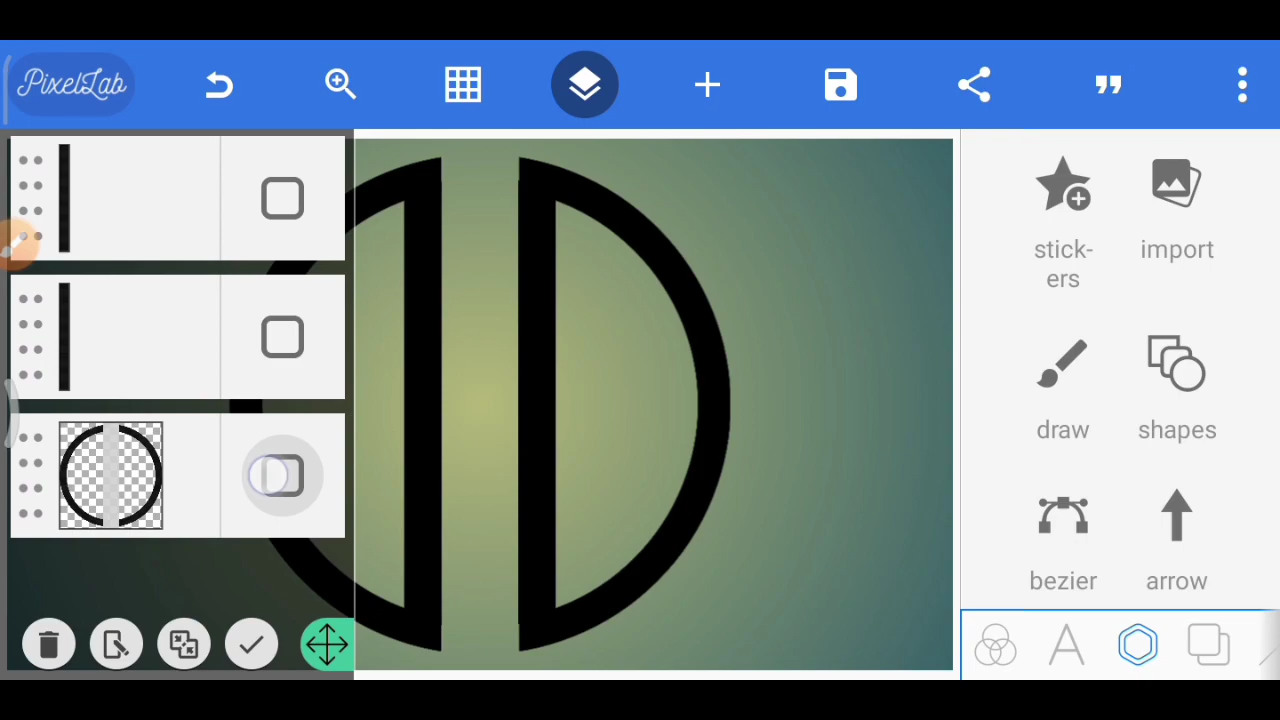 PixelLab
stick-
ers
import
draw
shapes
bezier
arrow